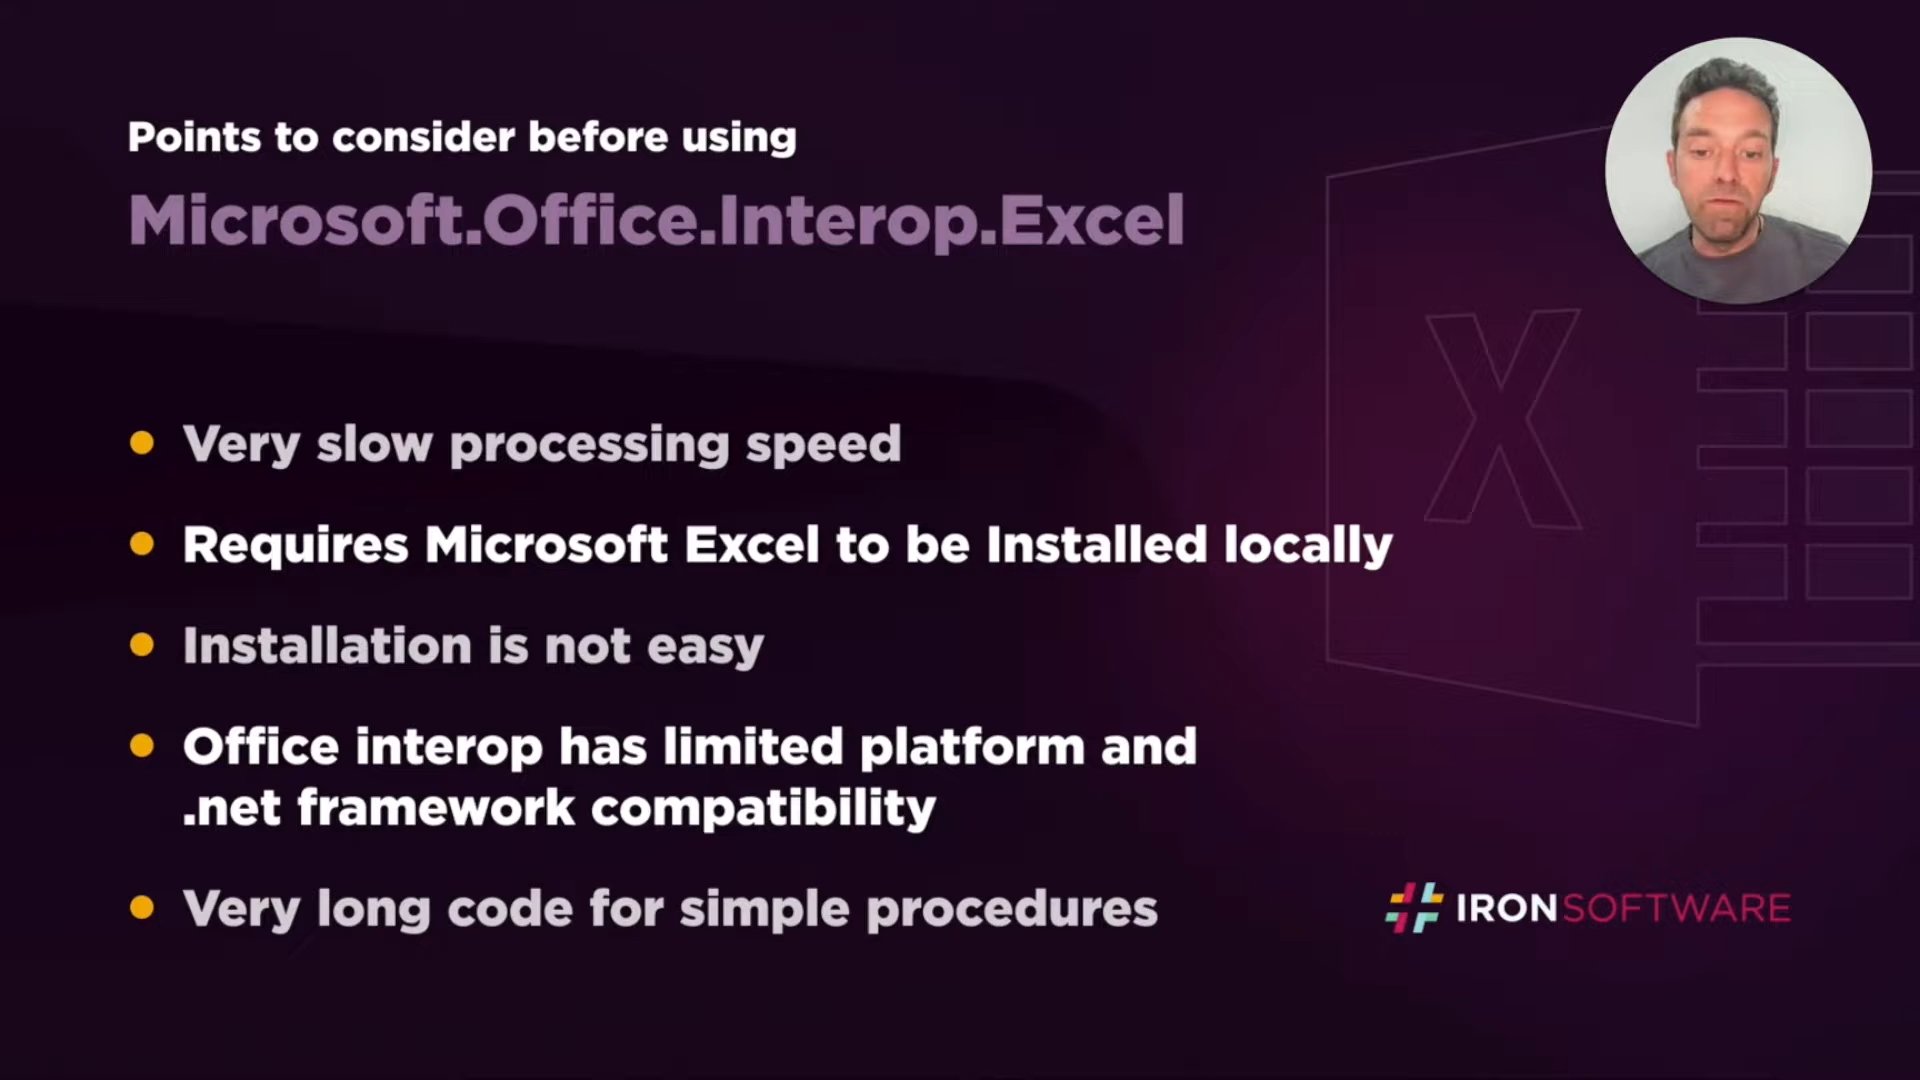 Points to consider before using
Microsoft.Office.Interop.Excel
Very slow processing speed
Requires Microsoft Excel to be Installed locally
Installation is not easy
Office interop has limited platform and
.net framework compatibility
Very long code for simple procedures
IRONSOFTWARE
X